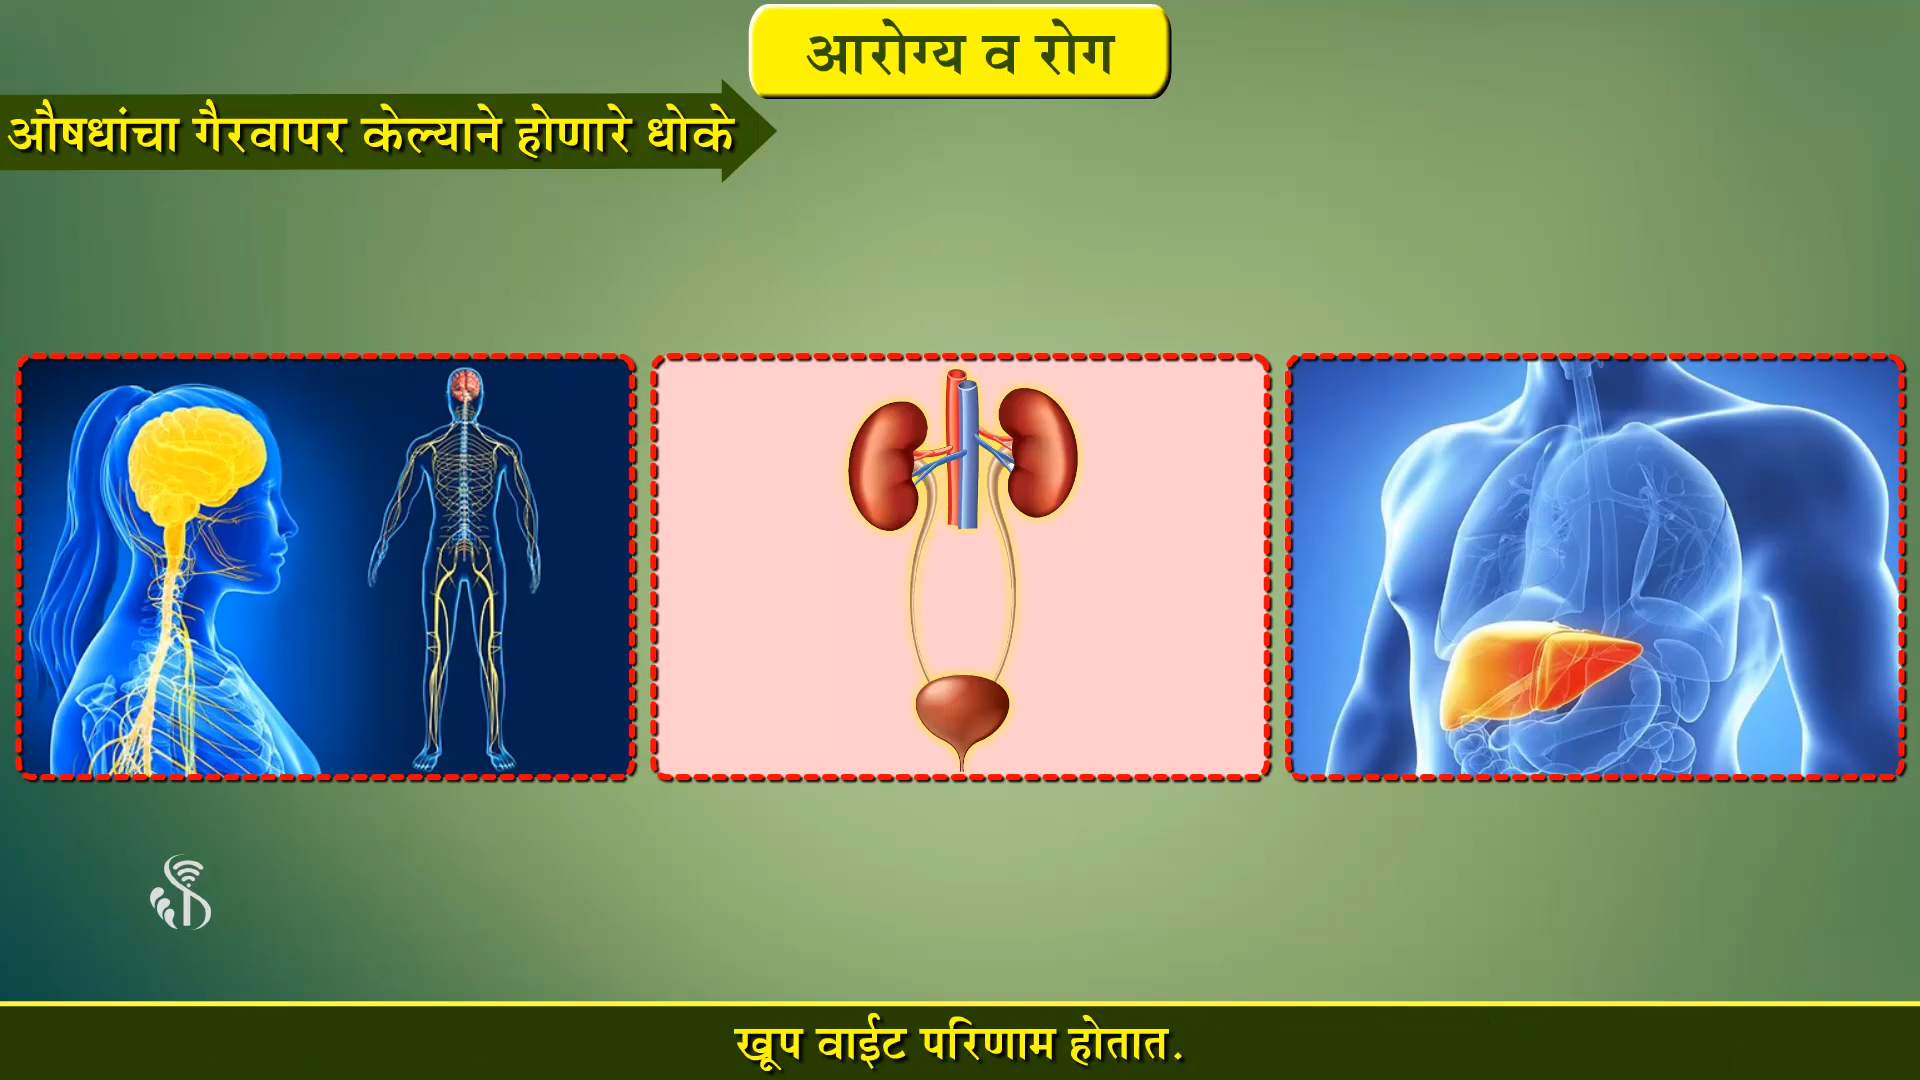 आरोग्य व रोग
औषधांचा गैरवापर केल्याने होणारे धोके
खूप वाईट परिणाम होतात.